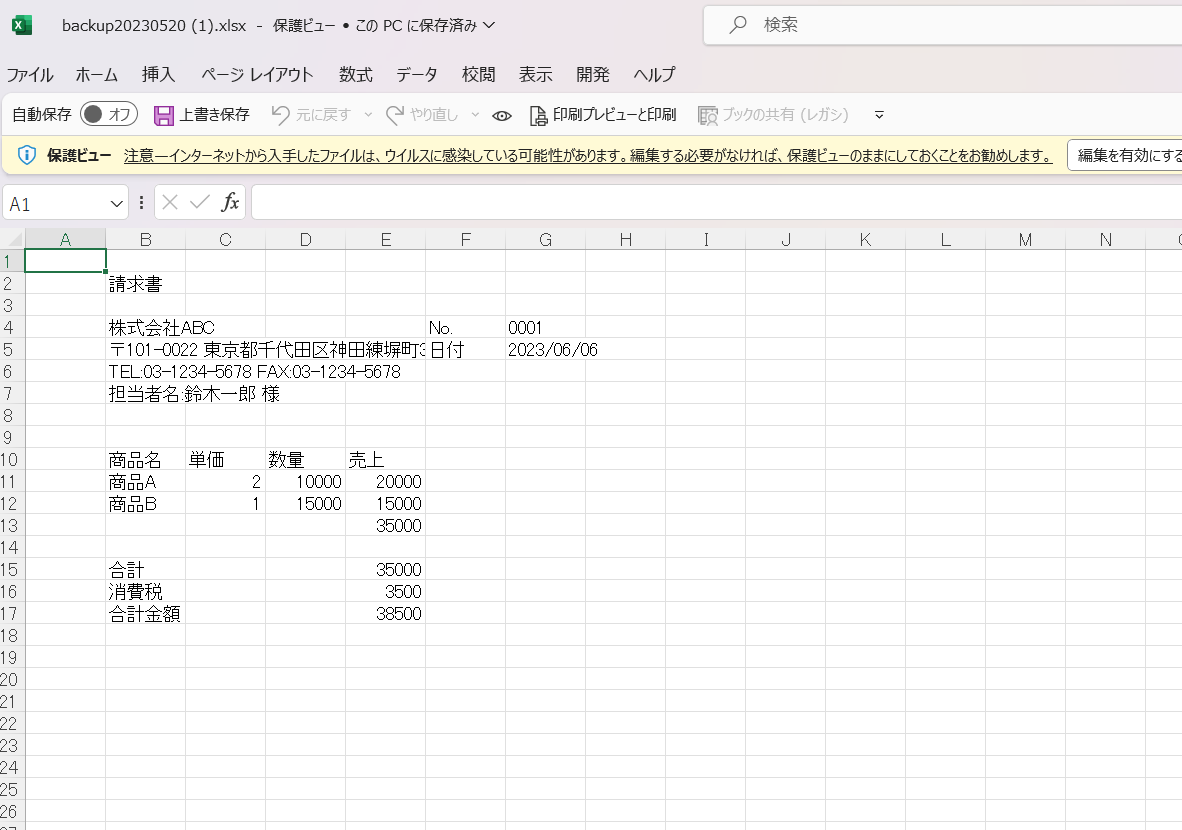 backup20230520 (1).xlsx - 保護ビュー • この PC に保存済み
検索
ファイル ホーム 挿入 ページ レイアウト 数式 データ 校閲 表示 開発 ヘルプ
自動保存 オフ 上書き保存 元に戻す やり直し 印刷プレビューと印刷 ブックの共有 (レガシ)
保護ビュー 注意—インターネットから入手したファイルは、ウイルスに感染している可能性があります。編集する必要がなければ、保護ビューのままにしておくことをお勧めします。 編集を有効にする
A1 fx
A B C D E F G H I J K L M N
1
2 請求書
3
4 株式会社ABC No. 0001
5 〒101-0022 東京都千代田区神田練塀町 日付 2023/06/06
6 TEL:03-1234-5678 FAX:03-1234-5678
7 担当者名:鈴木一郎 様
8
9
10 商品名 単価 数量 売上
11 商品A 2 10000 20000
12 商品B 1 15000 15000
13 35000
14
15 合計 35000
16 消費税 3500
17 合計金額 38500
18
19
20
21
22
23
24
25
26